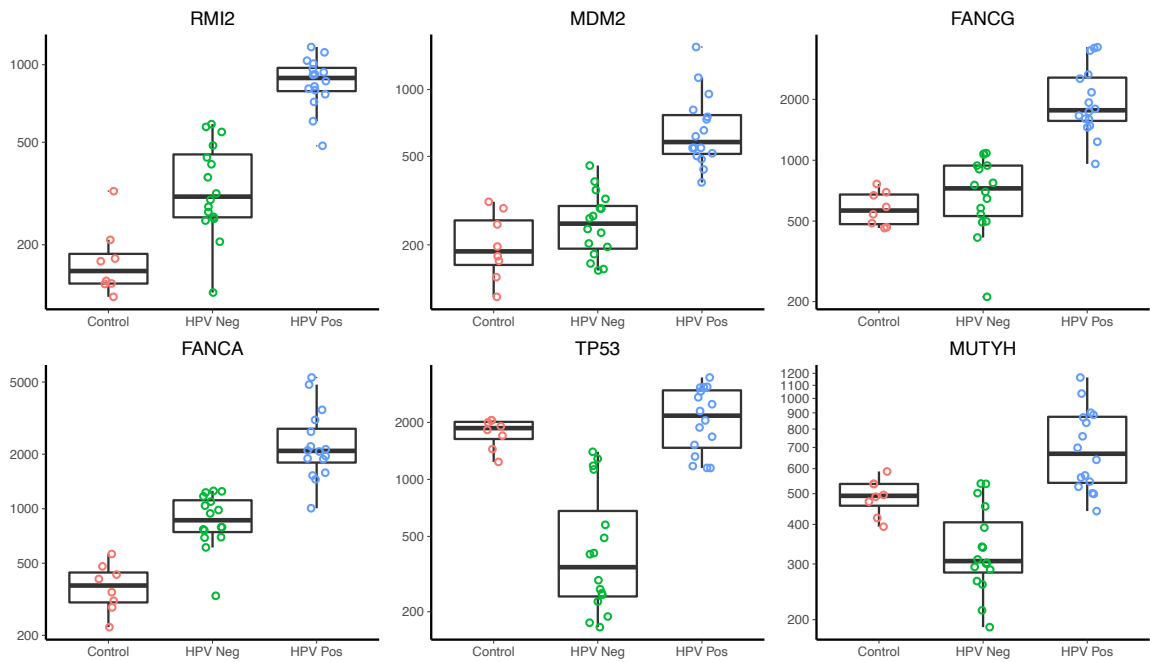 RMI2
1000
500
200
Control
HPV Neg
HPV Pos
MDM2
1000
500
200
Control
HPV Neg
HPV Pos
FANCG
2000
1000
500
200
Control
HPV Neg
HPV Pos
FANCA
5000
2000
1000
500
200
Control
HPV Neg
HPV Pos
TP53
2000
1000
500
200
Control
HPV Neg
HPV Pos
MUTYH
1200
1100
1000
900
800
700
600
500
400
300
200
Control
HPV Neg
HPV Pos